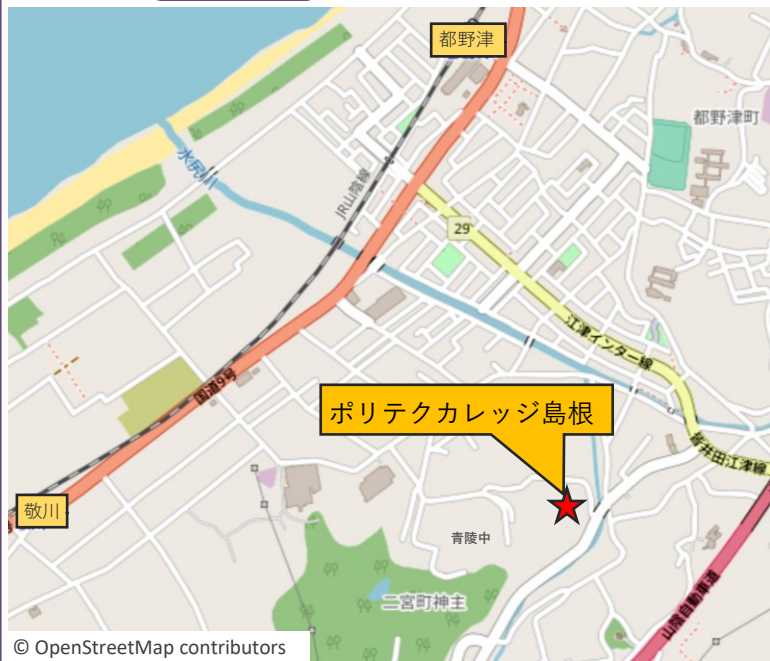 都野津
都野津町
水尻川
JR山陰線
29
江津インター線
国道9号
ポリテクカレッジ島根
桜井田江津線
敬川
青陵中
二宮町神主
山陰自動車道
© OpenStreetMap contributors